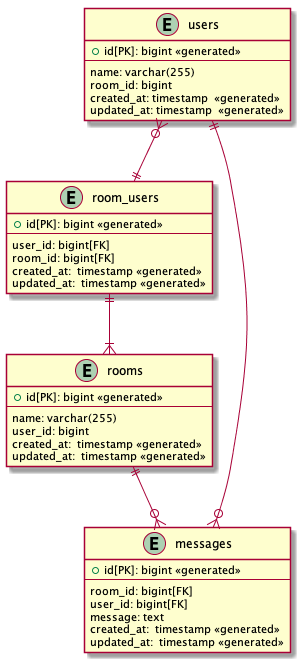 E users
id[PK]: bigint «generated»
name: varchar(255)
room_id: bigint
created_at: timestamp «generated»
updated_at: timestamp «generated»
E room_users
id[PK]: bigint «generated»
user_id: bigint[FK]
room_id: bigint[FK]
created_at: timestamp «generated»
updated_at: timestamp «generated»
E rooms
id[PK]: bigint «generated»
name: varchar(255)
user_id: bigint
created_at: timestamp «generated»
updated_at: timestamp «generated»
E messages
id[PK]: bigint «generated»
room_id: bigint[FK]
user_id: bigint[FK]
message: text
created_at: timestamp «generated»
updated_at: timestamp «generated»